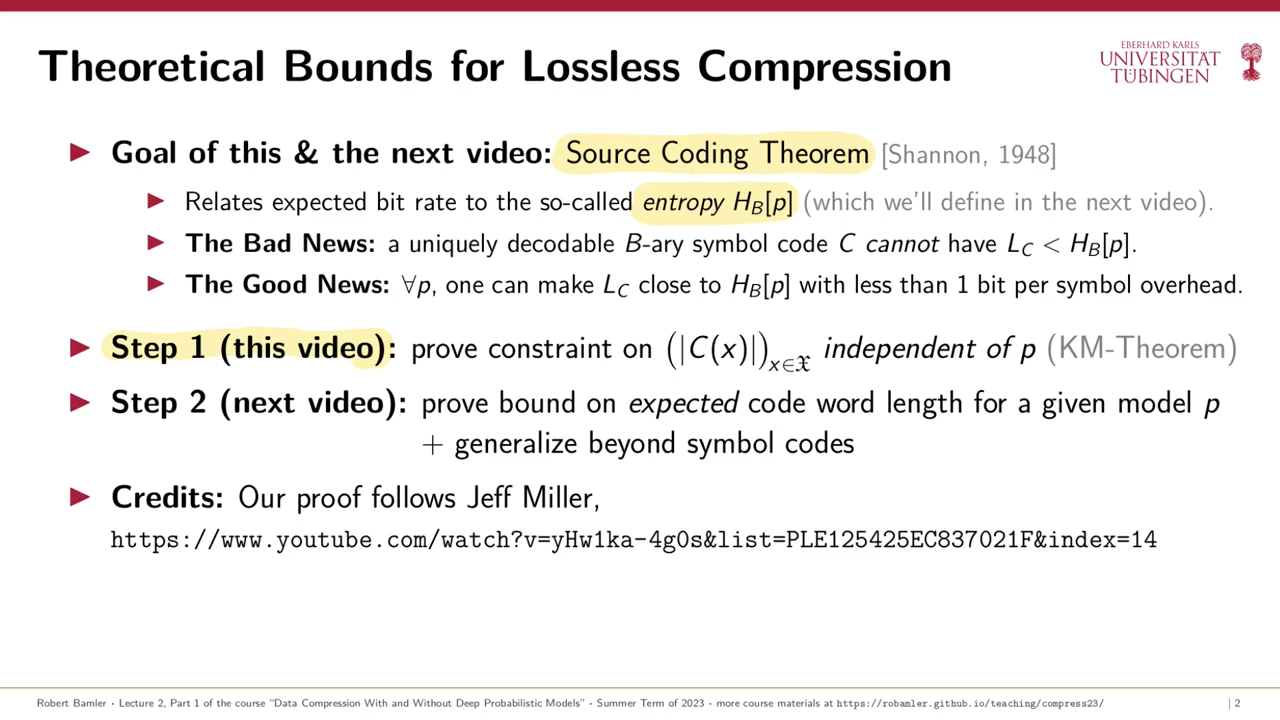 Theoretical Bounds for Lossless Compression
EBERHARD KARLS
UNIVERSITÄT
TÜBINGEN
▶ Goal of this & the next video: Source Coding Theorem [Shannon, 1948]
▶ Relates expected bit rate to the so-called entropy H_B[p] (which we'll define in the next video).
▶ The Bad News: a uniquely decodable B-ary symbol code C cannot have L_C < H_B[p].
▶ The Good News: ∀p, one can make L_C close to H_B[p] with less than 1 bit per symbol overhead.
▶ Step 1 (this video): prove constraint on (|C(x)|)_{x∈𝔛} independent of p (KM-Theorem)
▶ Step 2 (next video): prove bound on expected code word length for a given model p
+ generalize beyond symbol codes
▶ Credits: Our proof follows Jeff Miller,
https://www.youtube.com/watch?v=yHw1ka-4g0s&list=PLE125425EC837021F&index=14
Robert Bamler · Lecture 2, Part 1 of the course "Data Compression With and Without Deep Probabilistic Models" · Summer Term of 2023 · more course materials at https://robamler.github.io/teaching/compress23/ | 2